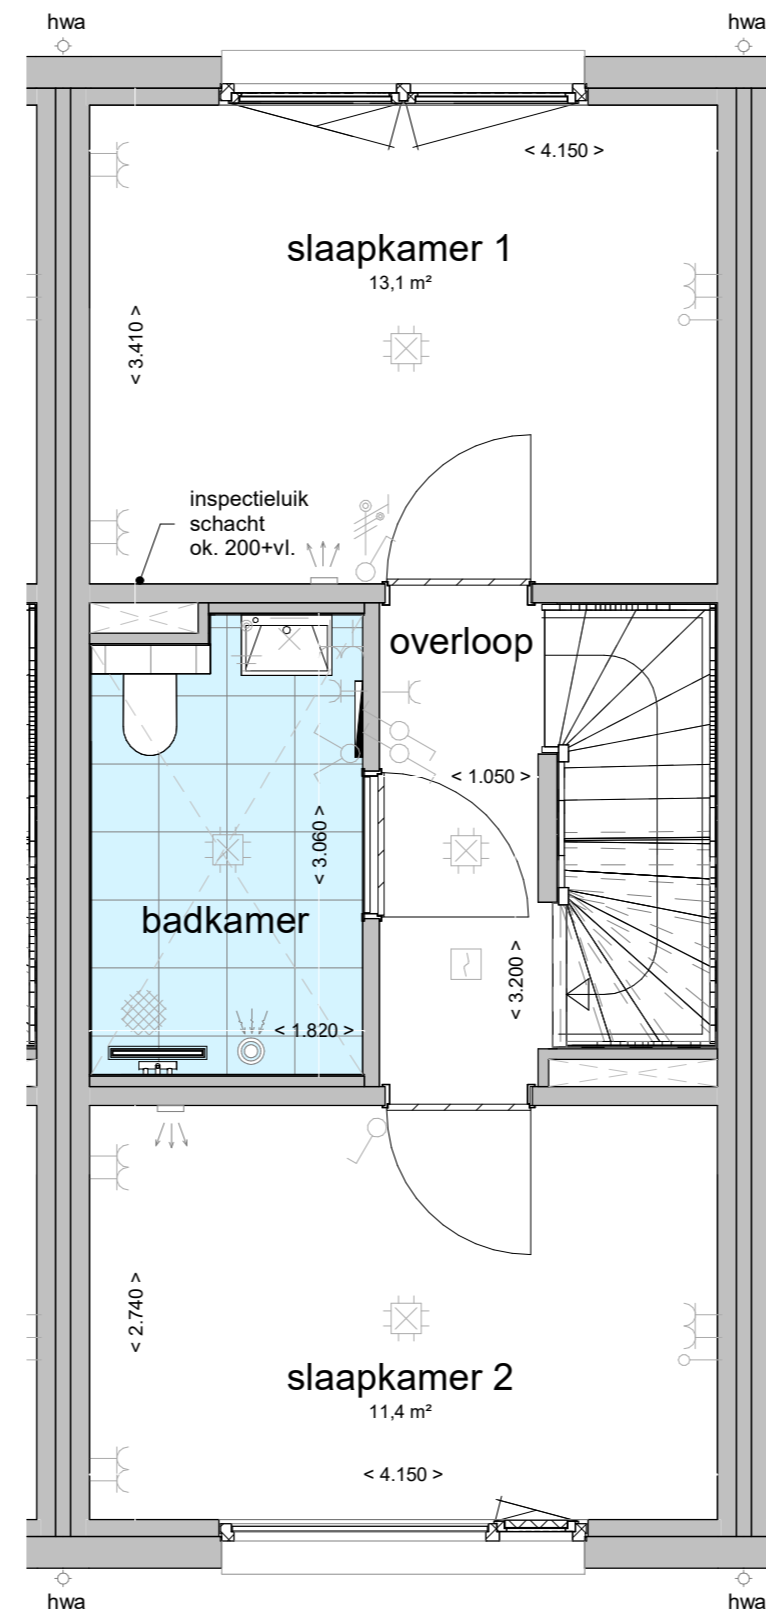 hwa
hwa
< 4.150 >
slaapkamer 1
13,1 m²
< 3.410 >
inspectieluik
schacht
ok. 200+vl.
overloop
< 1.050 >
< 3.060 >
badkamer
< 3.200 >
< 1.820 >
< 2.740 >
slaapkamer 2
11,4 m²
< 4.150 >
hwa
hwa